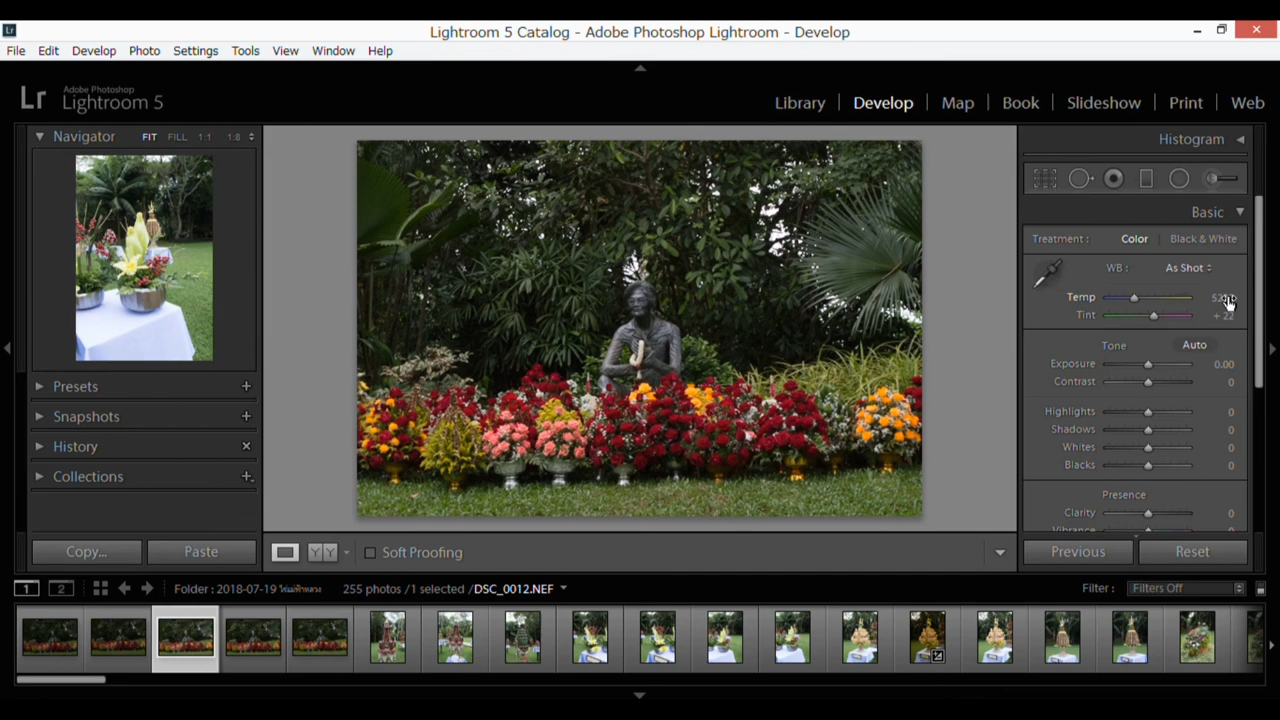 Lr
Lightroom 5 Catalog - Adobe Photoshop Lightroom - Develop
File Edit Develop Photo Settings Tools View Window Help
Lr Adobe Photoshop
Lightroom 5
Library Develop Map Book Slideshow Print Web
Navigator FIT FILL 1:1 1:8
Histogram
Basic
Treatment : Color Black & White
WB : As Shot
Temp
Tint + 22
Tone Auto
Exposure 0.00
Contrast 0
Highlights 0
Shadows 0
Whites 0
Blacks 0
Presence
Clarity 0
Vibrance 0
Presets +
Snapshots +
History ×
Collections +
Copy... Paste
Y Y Soft Proofing
Previous Reset
1 2 Folder : 2018-07-19 255 photos / 1 selected / DSC_0012.NEF Filter : Filters Off